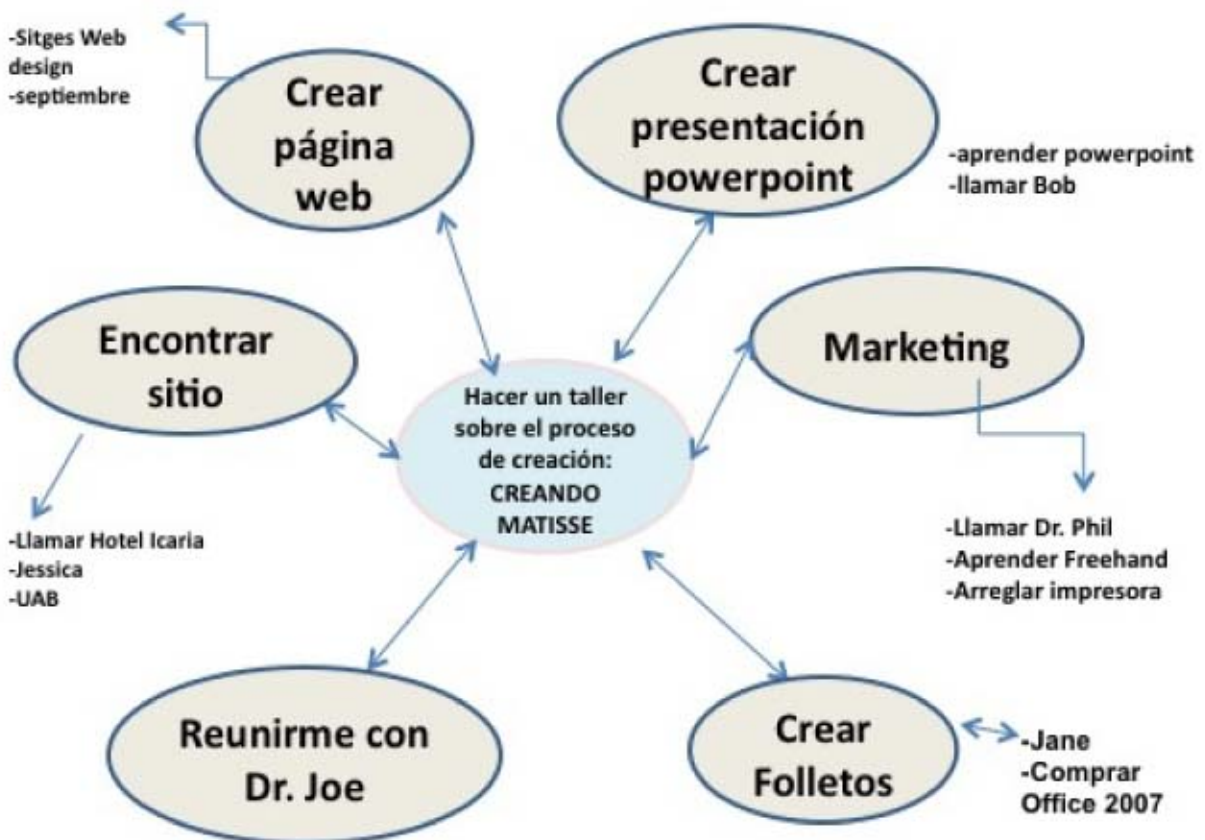 -Sitges Web
design
-septiembre
Crear
página
web
Crear
presentación
powerpoint
-aprender powerpoint
-llamar Bob
Encontrar
sitio
-Llamar Hotel Icaria
-Jessica
-UAB
Hacer un taller
sobre el proceso
de creación:
CREANDO
MATISSE
Marketing
-Llamar Dr. Phil
-Aprender Freehand
-Arreglar impresora
Reunirme con
Dr. Joe
Crear
Folletos
-Jane
-Comprar
Office 2007